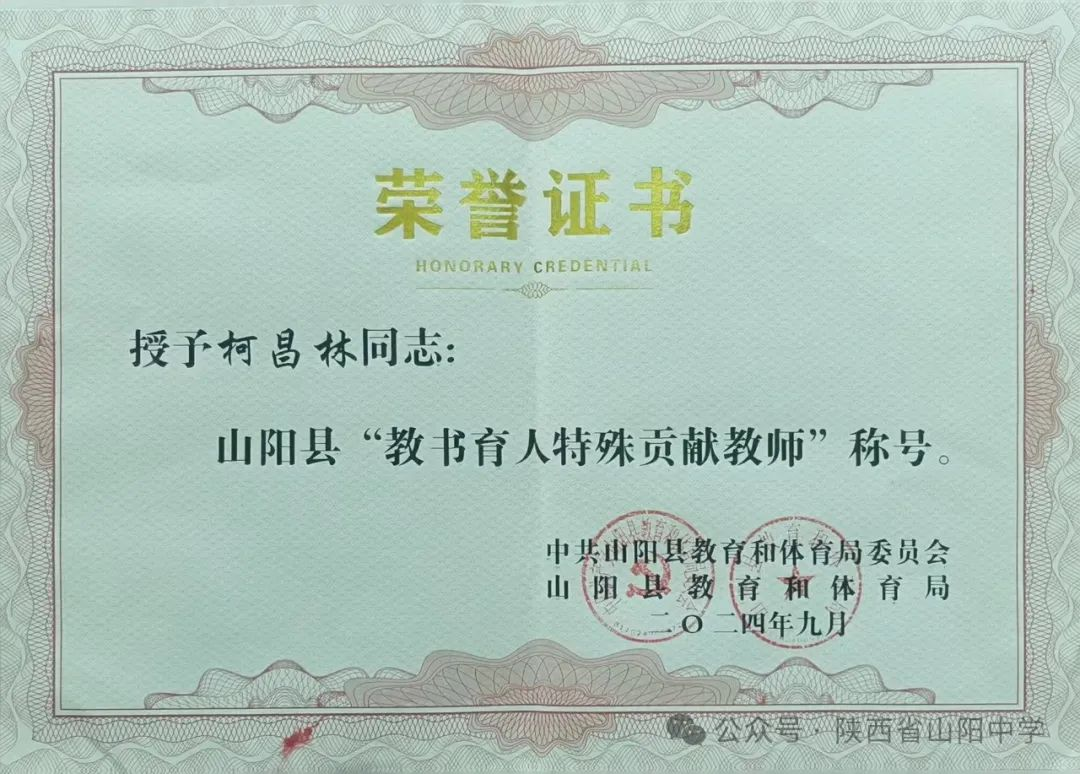 荣誉证书
HONORARY CREDENTIAL
授予柯昌林同志：
山阳县“教书育人特殊贡献教师”称号。
中共山阳县教育和体育局委员会
山阳县教育和体育局
二〇二四年九月
公众号·陕西省山阳中学